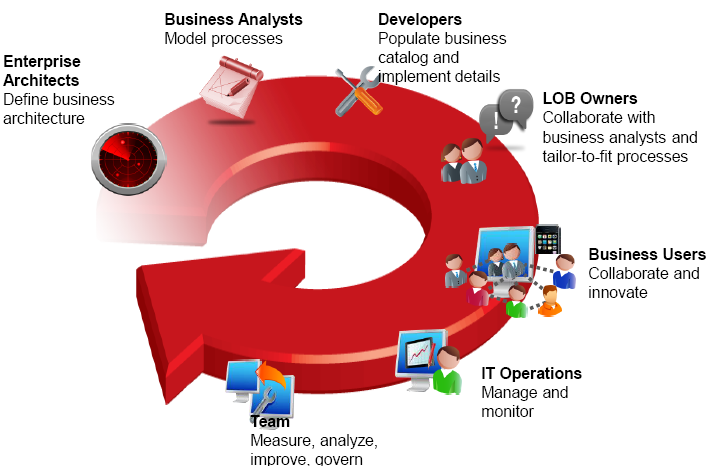 Enterprise
Architects
Define business
architecture
Business Analysts
Model processes
Developers
Populate business
catalog and
implement details
! ?
LOB Owners
Collaborate with
business analysts and
tailor-to-fit processes
Business Users
Collaborate and
innovate
IT Operations
Manage and
monitor
Team
Measure, analyze,
improve, govern